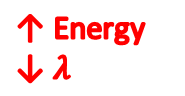 ↑ Energy
↓ λ